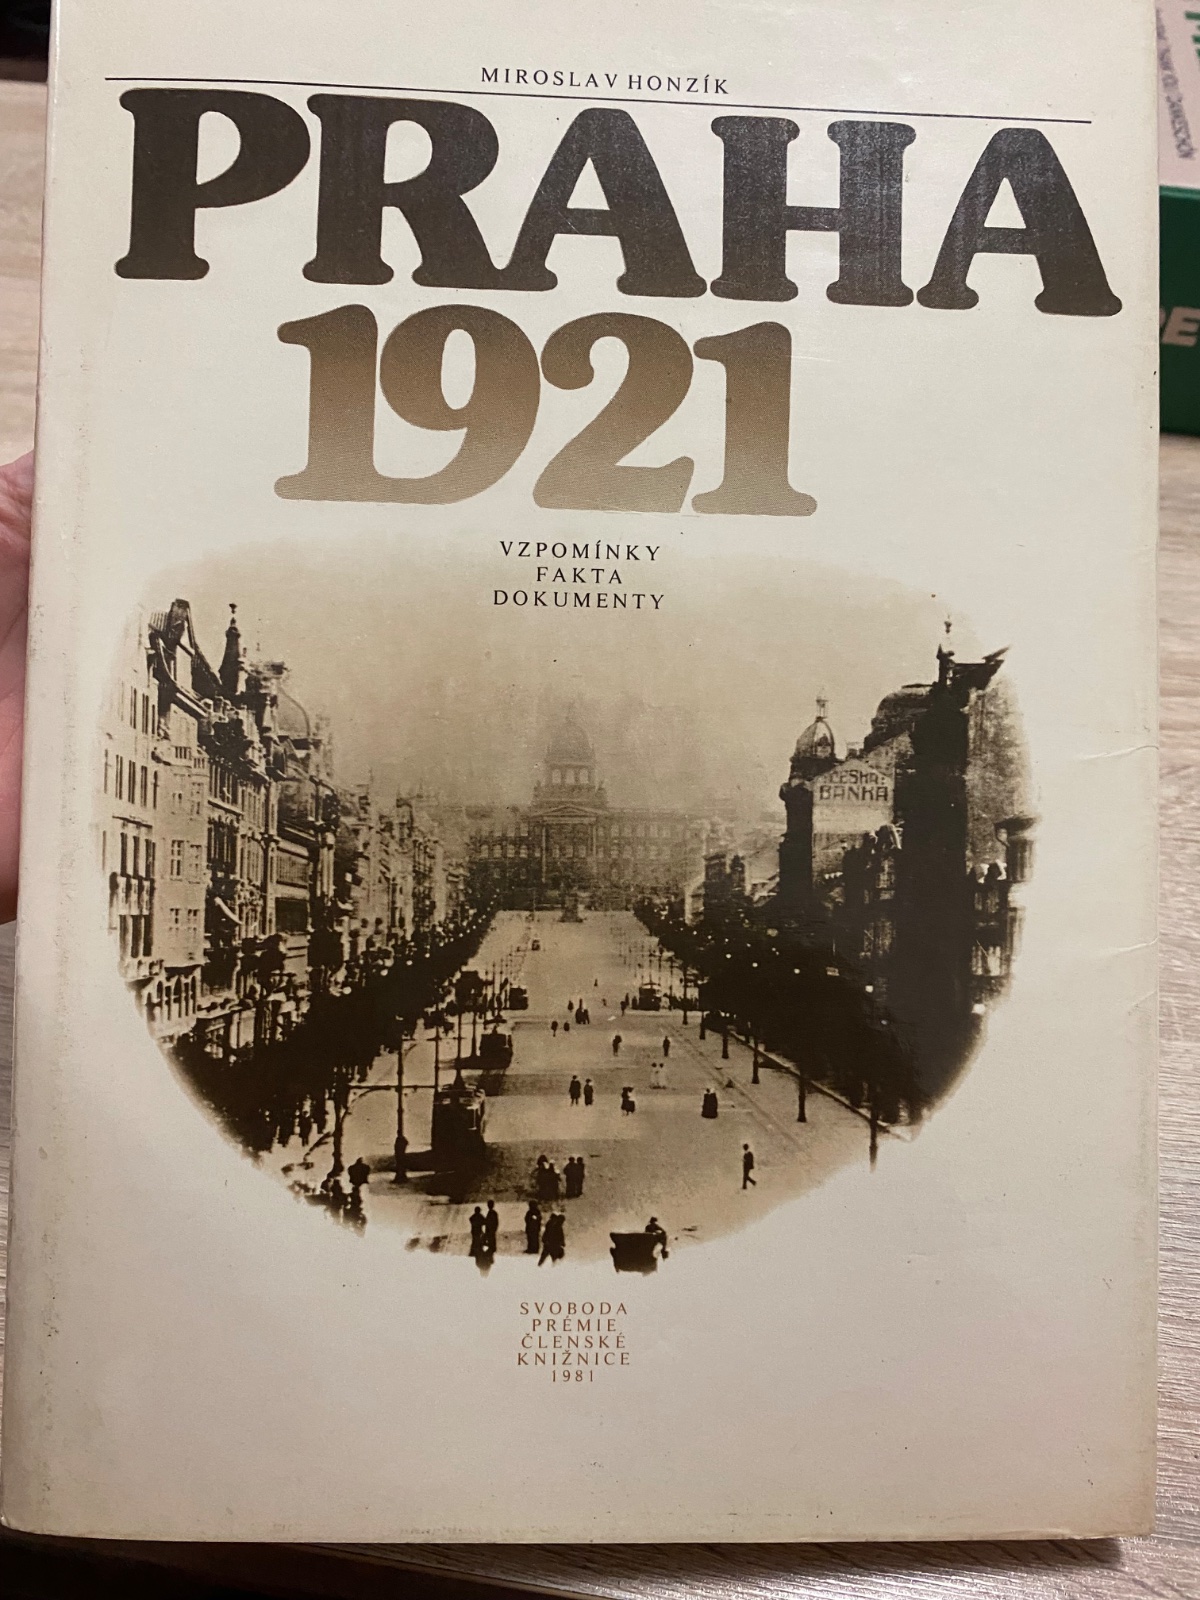 MIROSLAV HONZÍK
PRAHA
1921
VZPOMÍNKY
FAKTA
DOKUMENTY
ČESKÁ
BANKA
SVOBODA
PRÉMIE
ČLENSKÉ
KNIŽNICE
1981